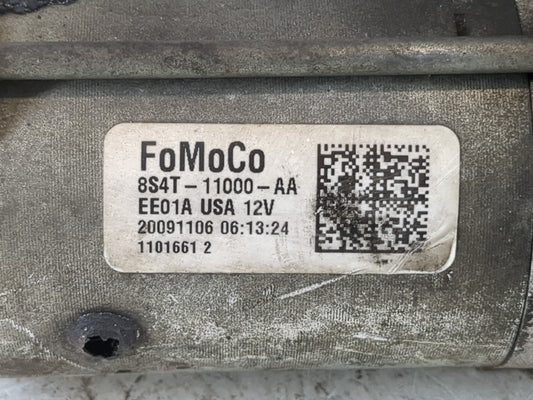 FoMoCo
8S4T-11000-AA
EE01A USA 12V
20091106 06:13:24
1101661 2